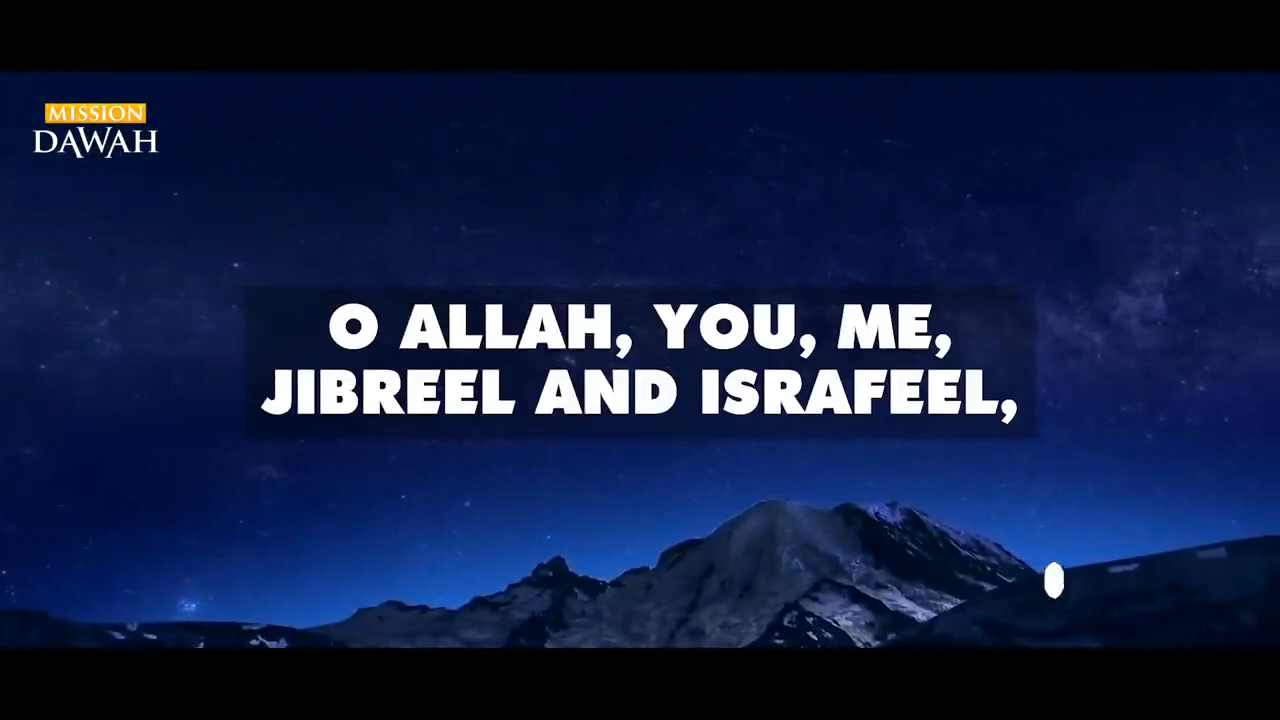 MISSION
DAWAH
O ALLAH, YOU, ME,
JIBREEL AND ISRAFEEL,